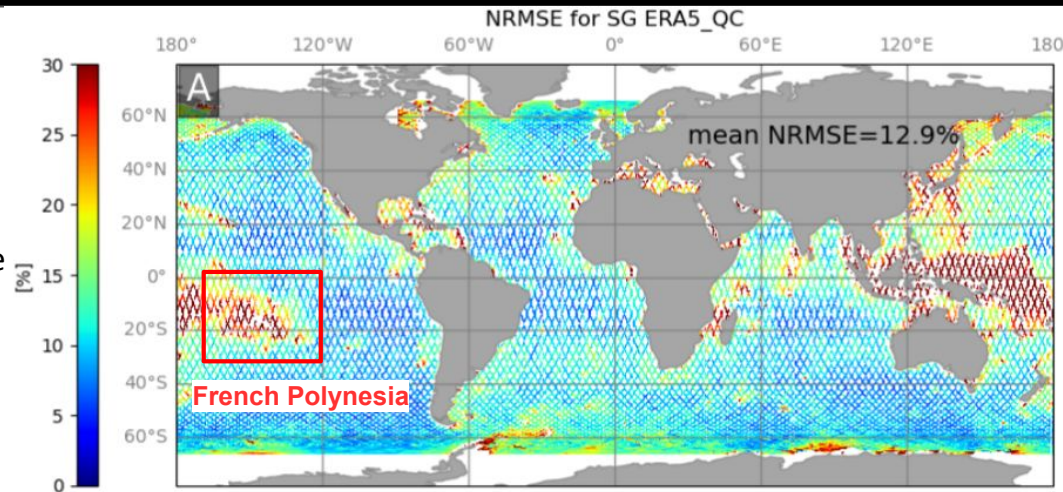 NRMSE for SG ERA5_QC
180° 120°W 60°W 0° 60°E 120°E 180
A
mean NRMSE=12.9%
60°N
40°N
20°N
0°
20°S
40°S
60°S
French Polynesia
30
25
20
15
10
5
0
[%]
e